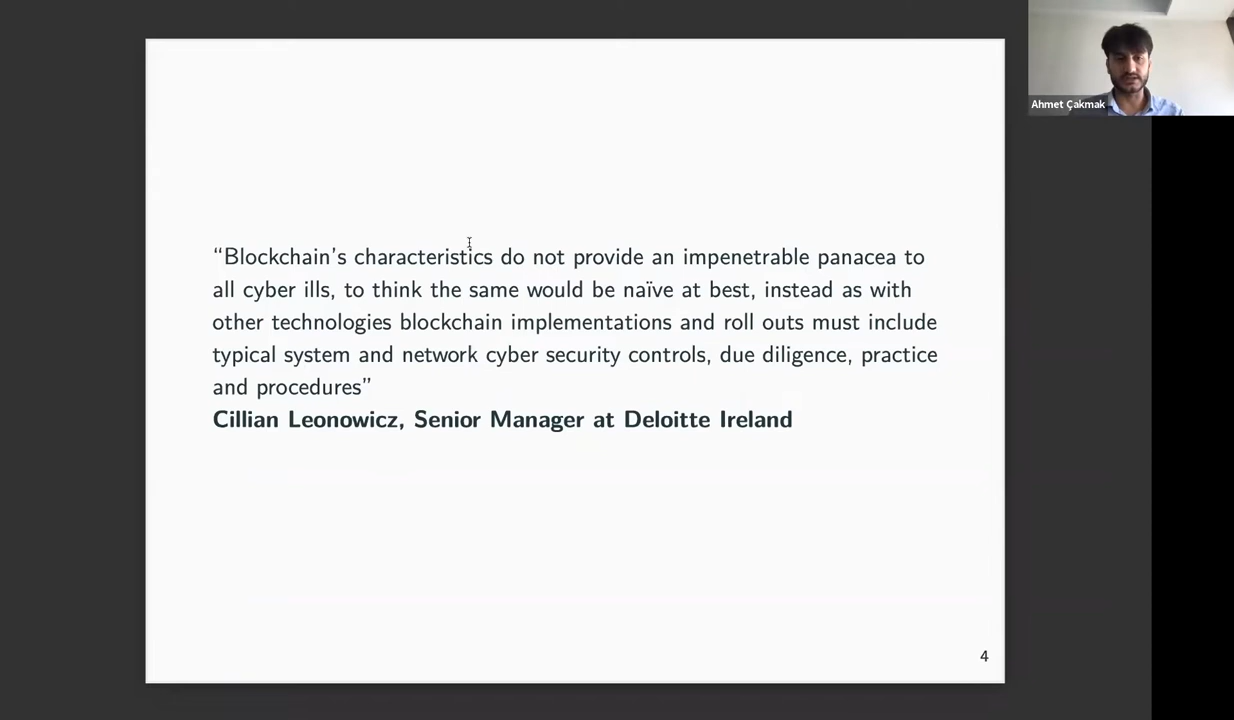 Ahmet Çakmak
“Blockchain’s characteristics do not provide an impenetrable panacea to
all cyber ills, to think the same would be naïve at best, instead as with
other technologies blockchain implementations and roll outs must include
typical system and network cyber security controls, due diligence, practice
and procedures”
Cillian Leonowicz, Senior Manager at Deloitte Ireland
4